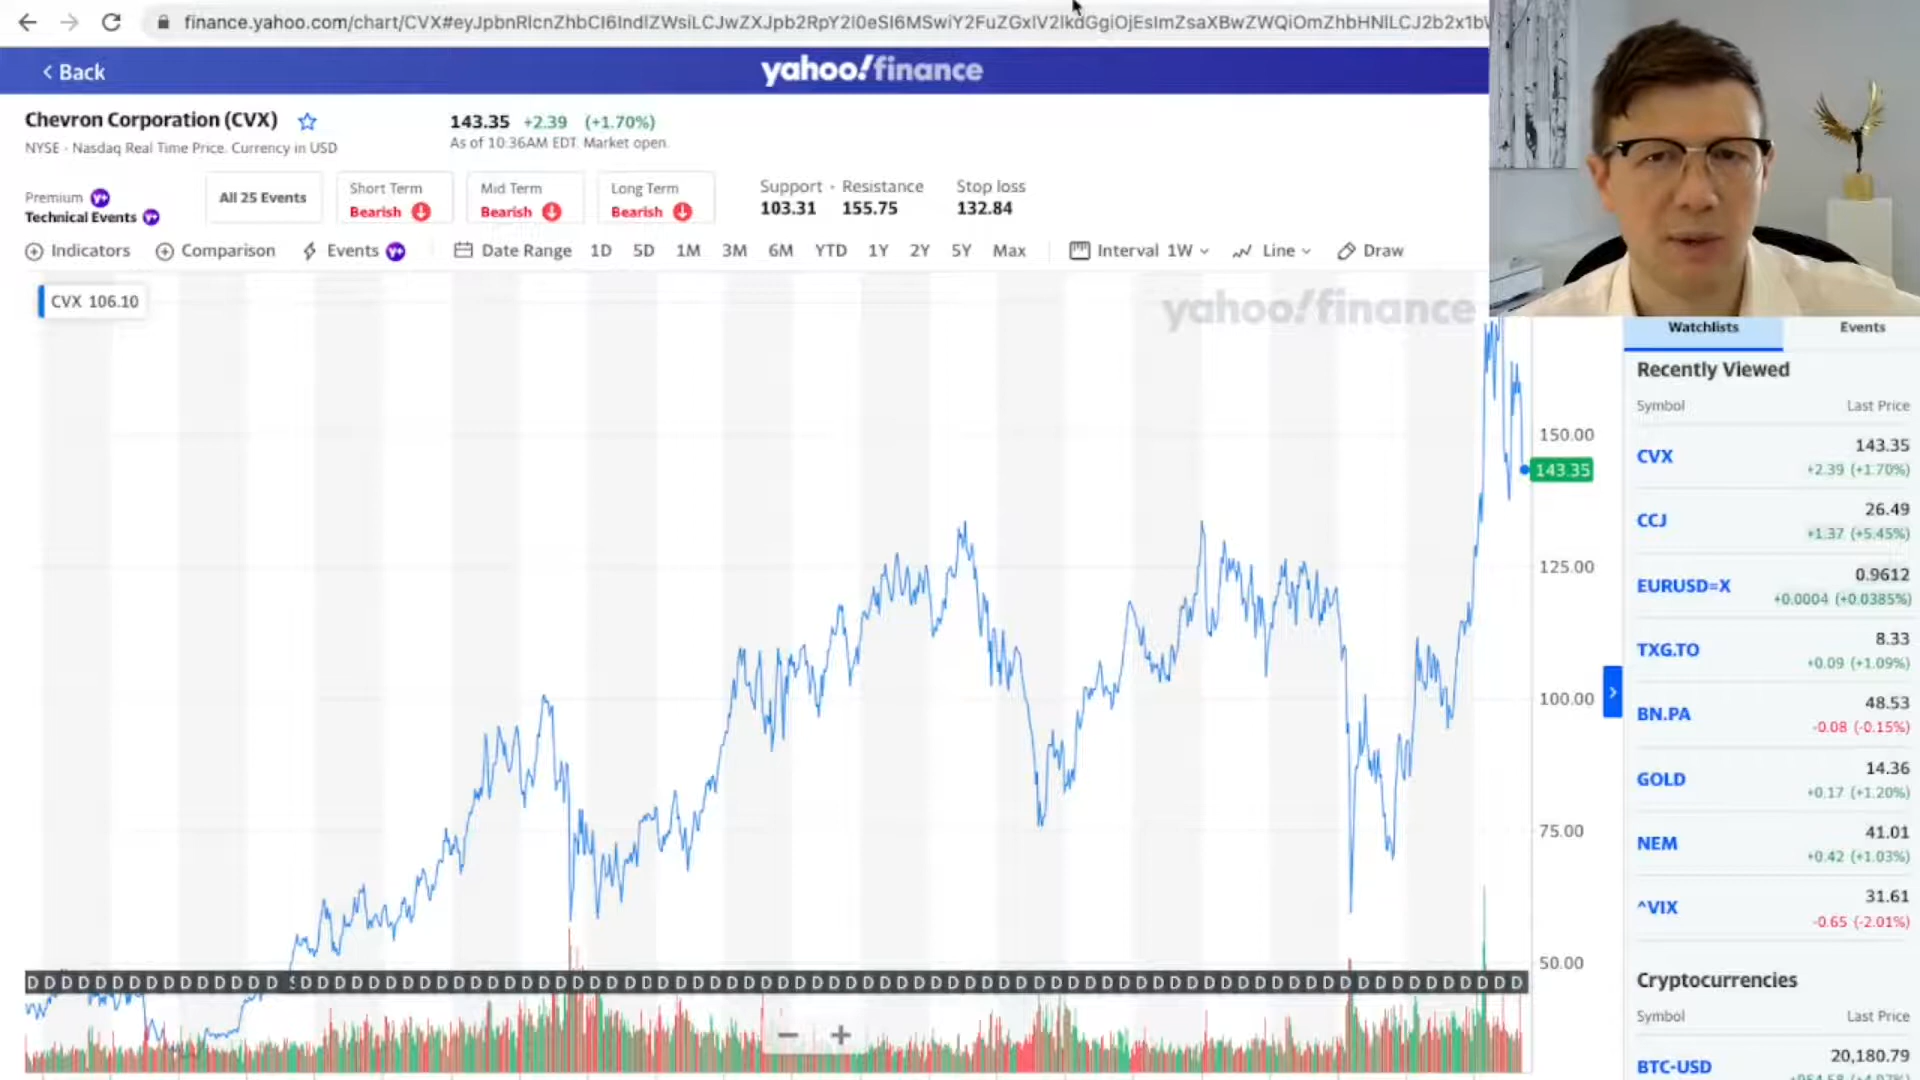 < Back
yahoo!finance
Chevron Corporation (CVX)
143.35 +2.39 (+1.70%)
NYSE - Nasdaq Real Time Price. Currency in USD
As of 10:36AM EDT. Market open.
Premium Y+
Technical Events Y+
All 25 Events
Short Term
Bearish
Mid Term
Bearish
Long Term
Bearish
Support - Resistance
103.31 155.75
Stop loss
132.84
Indicators Comparison Events Y+ Date Range 1D 5D 1M 3M 6M YTD 1Y 2Y 5Y Max Interval 1W Line Draw
CVX 106.10
yahoo!finance
150.00
143.35
125.00
100.00
75.00
50.00
D D D D D D D D D D D D D D D S D D D D D D D D D D D D D D D D D D D D D D D D D D D D D D D D D D D D D D D D D D D D D D D D D D D D D D D D D D D D D D D D D D D D
Watchlists Events
Recently Viewed
Symbol Last Price
CVX 143.35
+2.39 (+1.70%)
CCJ 26.49
+1.37 (+5.45%)
EURUSD=X 0.9612
+0.0004 (+0.0385%)
TXG.TO 8.33
+0.09 (+1.09%)
BN.PA 48.53
-0.08 (-0.15%)
GOLD 14.36
+0.17 (+1.20%)
NEM 41.01
+0.42 (+1.03%)
^VIX 31.61
-0.65 (-2.01%)
Cryptocurrencies
Symbol Last Price
BTC-USD 20,180.79